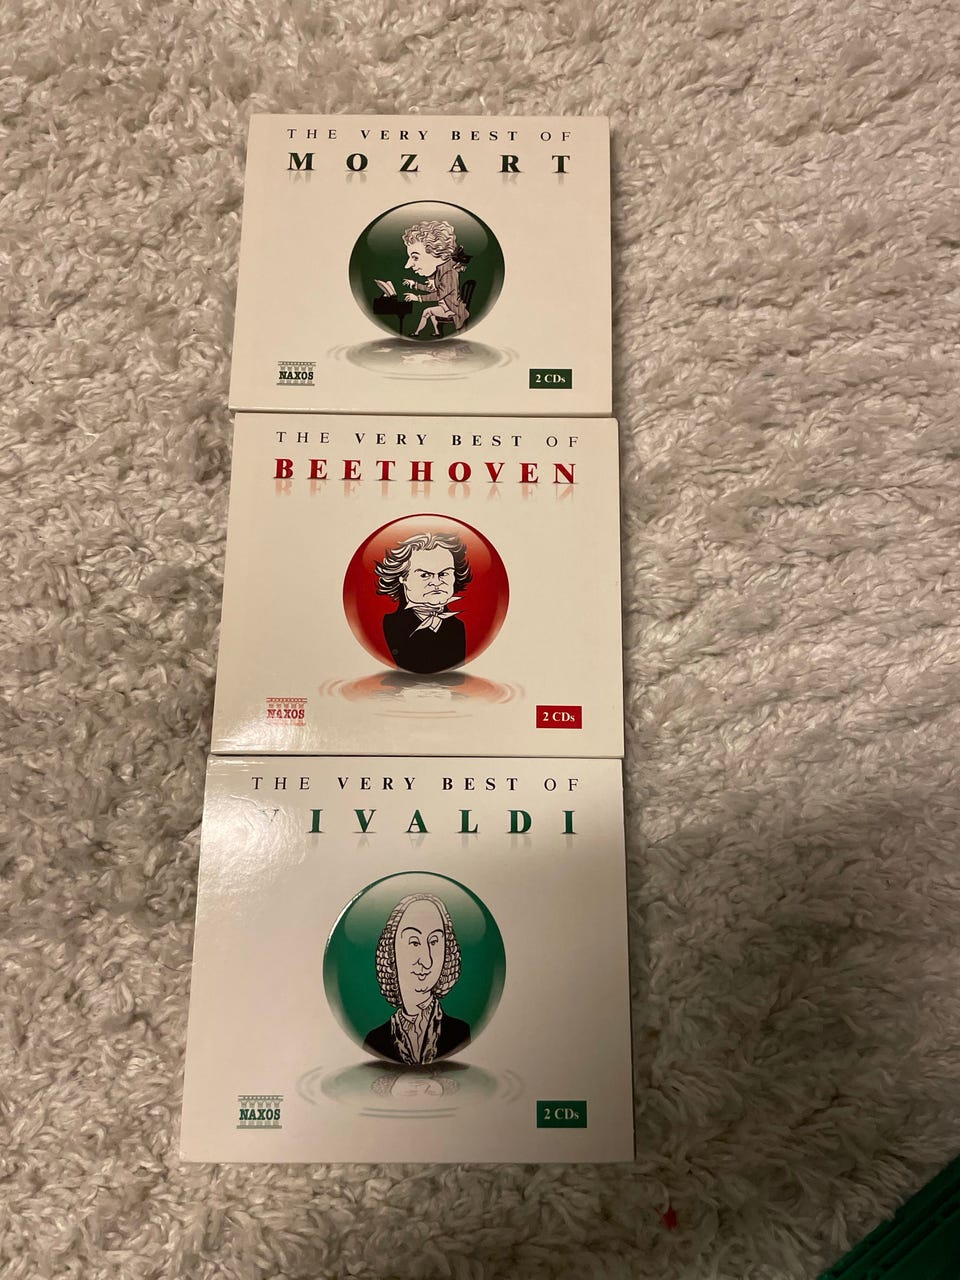 THE VERY BEST OF
MOZART
NAXOS
2 CDs
THE VERY BEST OF
BEETHOVEN
NAXOS
2 CDs
THE VERY BEST OF
VIVALDI
NAXOS
2 CDs